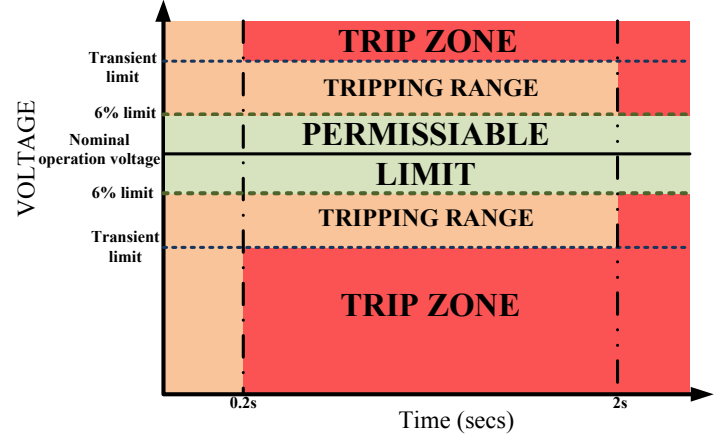 TRIP ZONE
Transient
limit
TRIPPING RANGE
6% limit
PERMISSIABLE
Nominal
operation voltage
LIMIT
6% limit
TRIPPING RANGE
Transient
limit
TRIP ZONE
VOLTAGE
0.2s
2s
Time (secs)